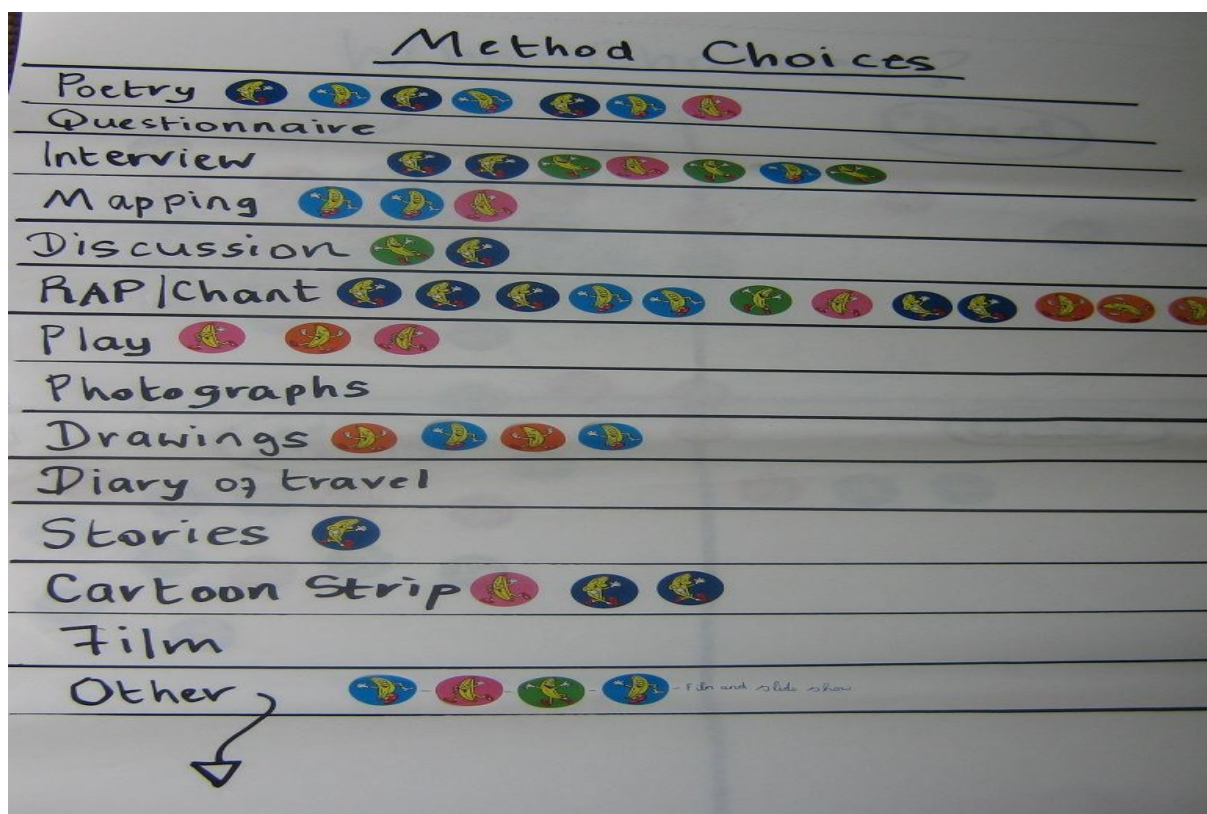 Method Choices
Poetry
Questionnaire
Interview
Mapping
Discussion
RAP/Chant
Play
Photographs
Drawings
Diary of travel
Stories
Cartoon Strip
Film
Other - - - - Film and slide show